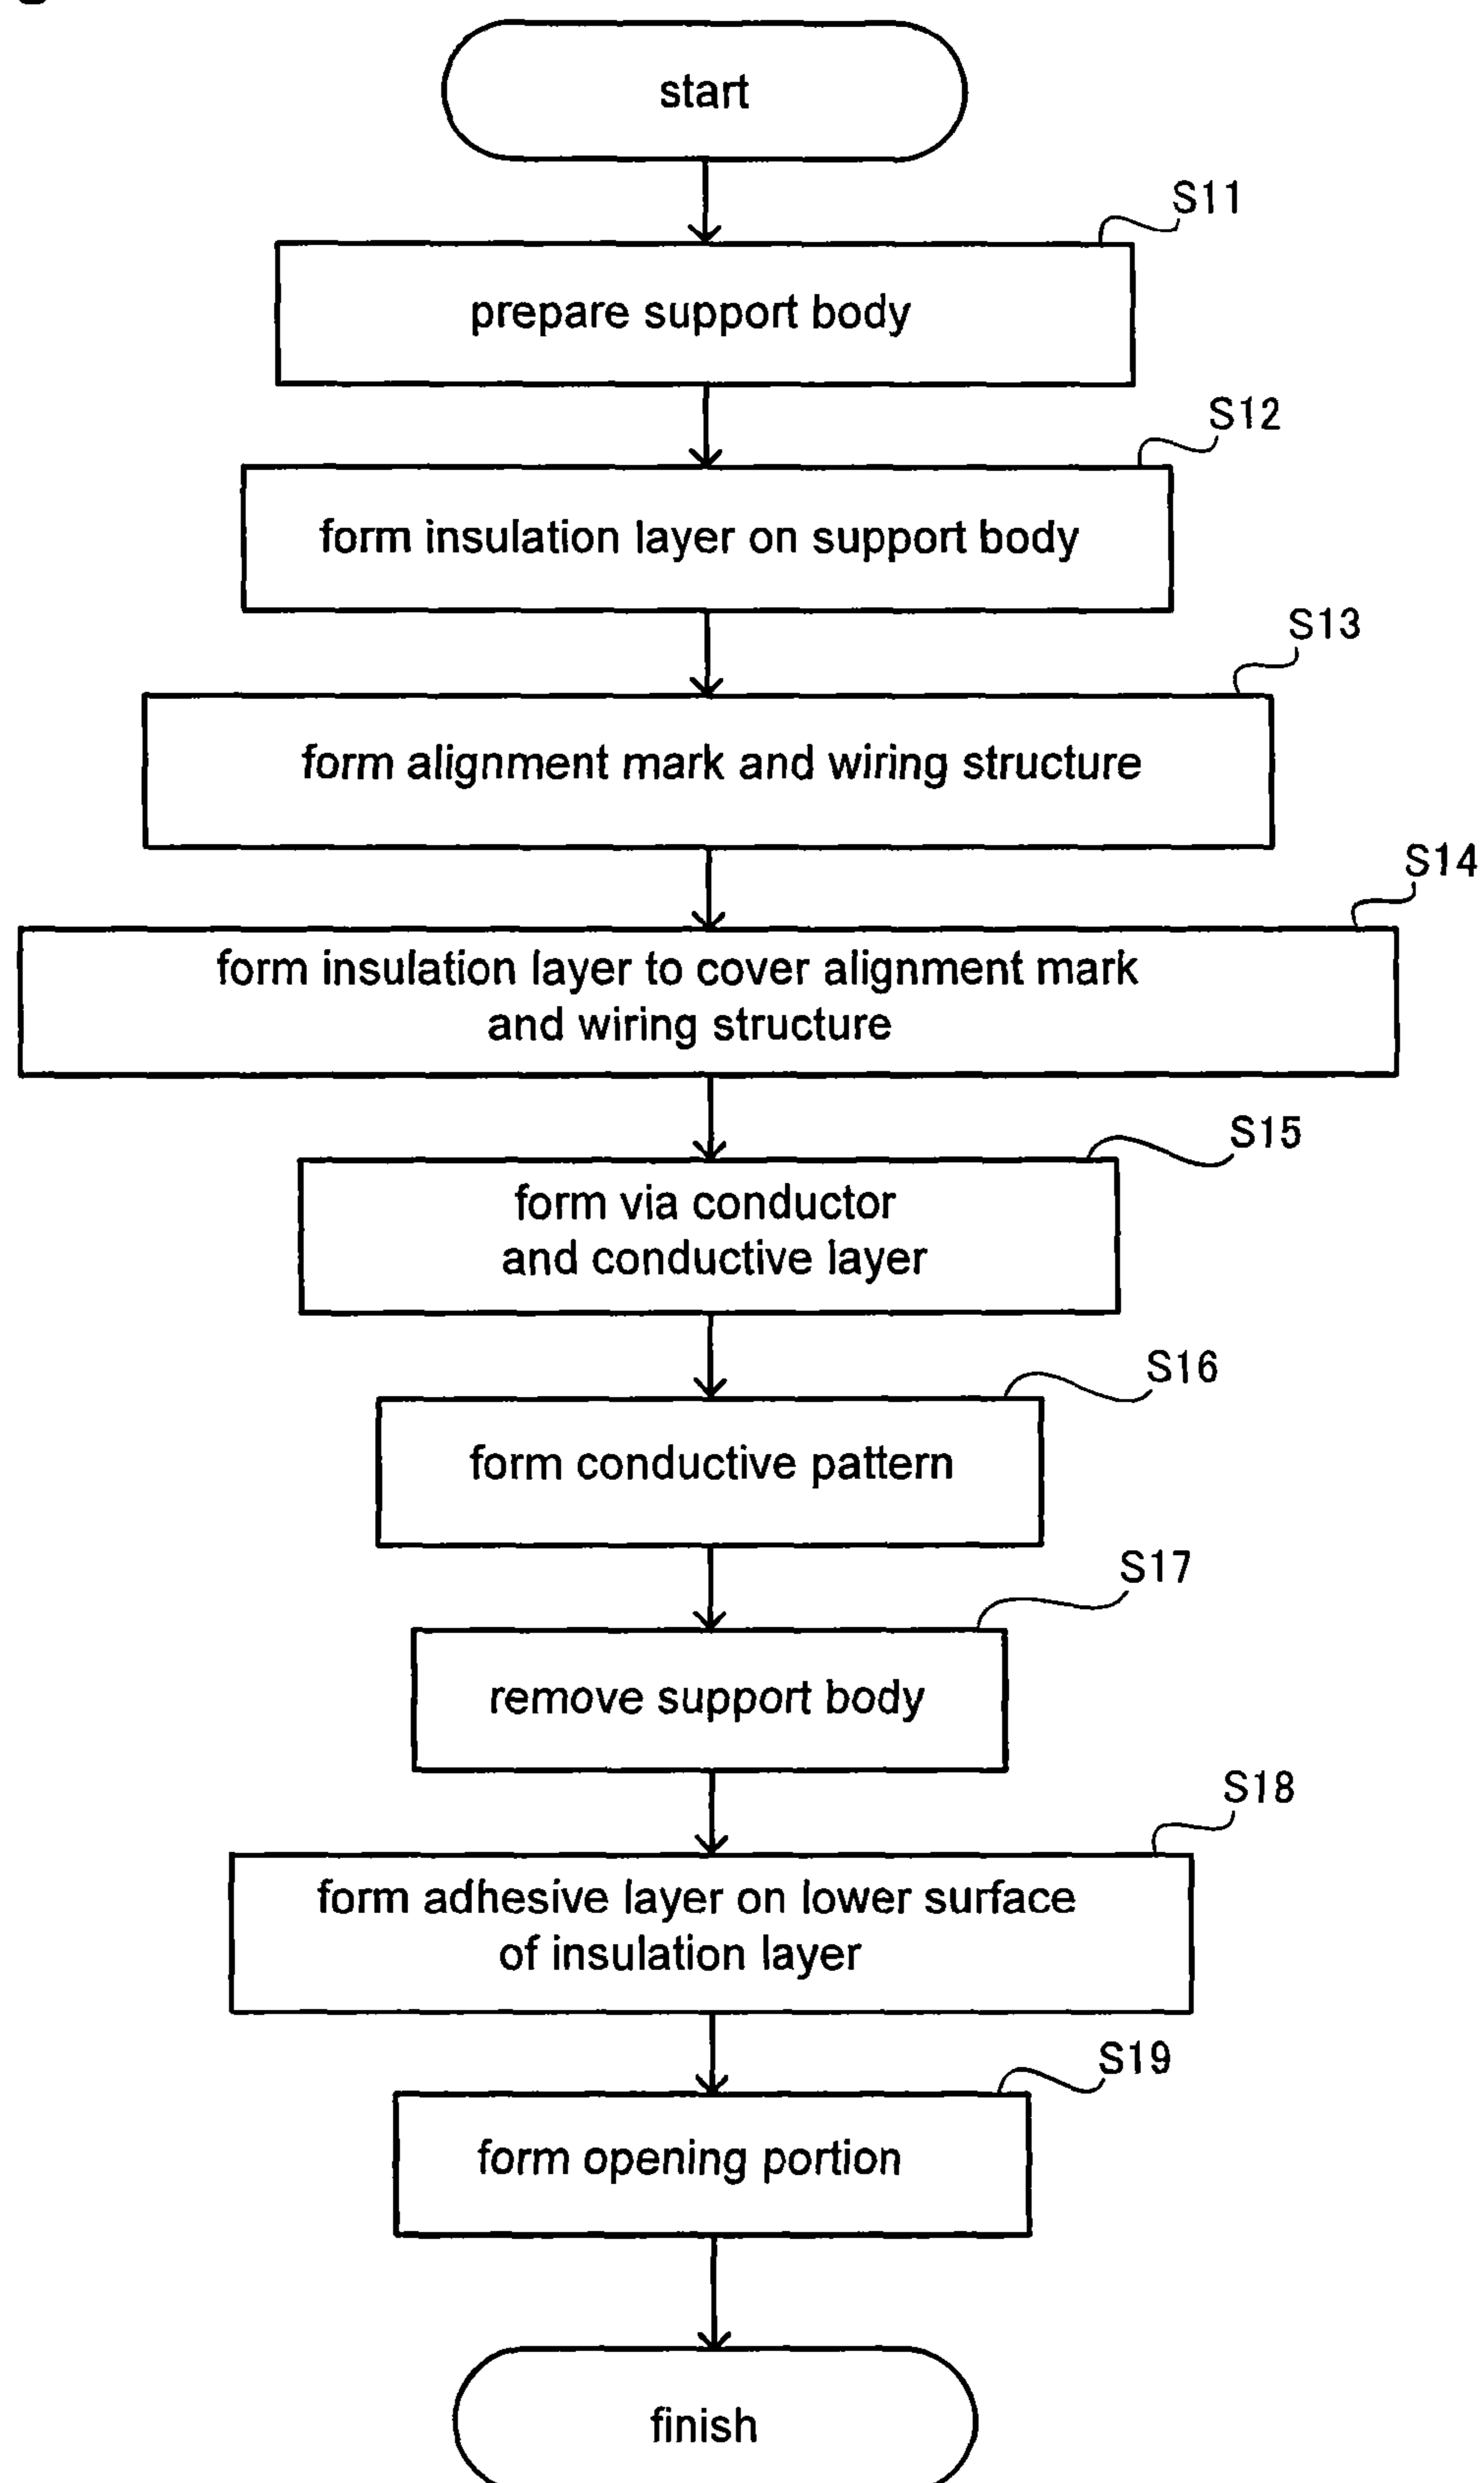 start
S11
prepare support body
S12
form insulation layer on support body
S13
form alignment mark and wiring structure
S14
form insulation layer to cover alignment mark
and wiring structure
S15
form via conductor
and conductive layer
S16
form conductive pattern
S17
remove support body
S18
form adhesive layer on lower surface
of insulation layer
S19
form opening portion
finish